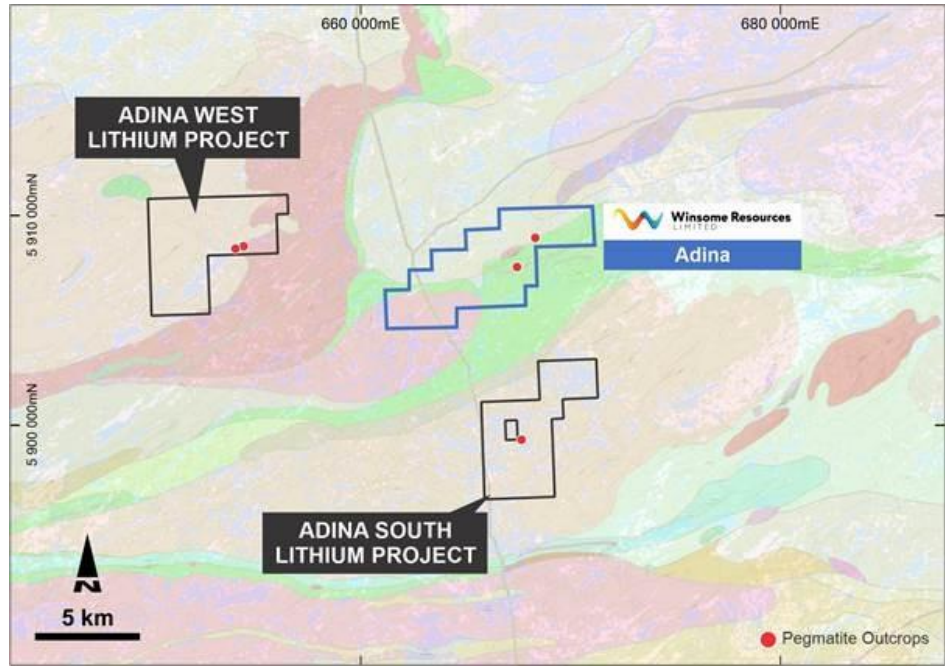 660 000mE
680 000mE
ADINA WEST
LITHIUM PROJECT
5 910 000mN
Winsome Resources
LIMITED
Adina
5 900 000mN
ADINA SOUTH
LITHIUM PROJECT
N
5 km
Pegmatite Outcrops